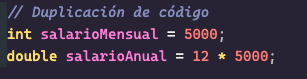 // Duplicación de código
int salarioMensual = 5000;
double salarioAnual = 12 * 5000;